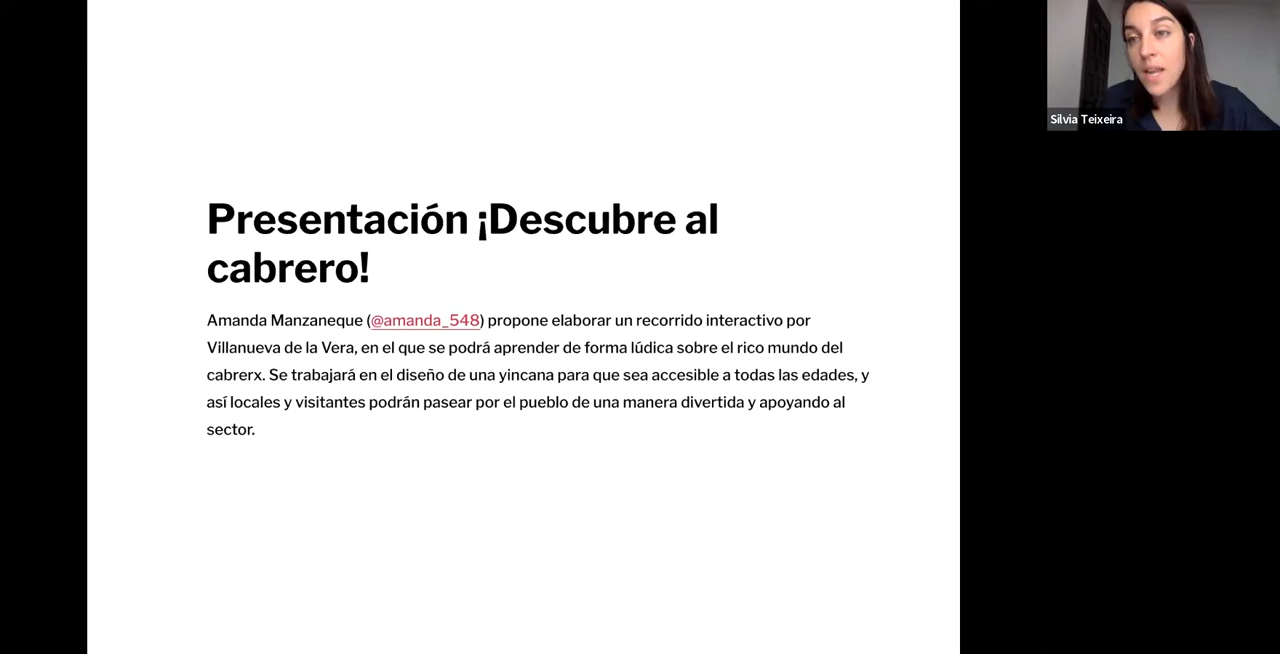 Presentación ¡Descubre al
cabrero!
Amanda Manzaneque (@amanda_548) propone elaborar un recorrido interactivo por
Villanueva de la Vera, en el que se podrá aprender de forma lúdica sobre el rico mundo del
cabrerx. Se trabajará en el diseño de una yincana para que sea accesible a todas las edades, y
así locales y visitantes podrán pasear por el pueblo de una manera divertida y apoyando al
sector.
Silvia Teixeira